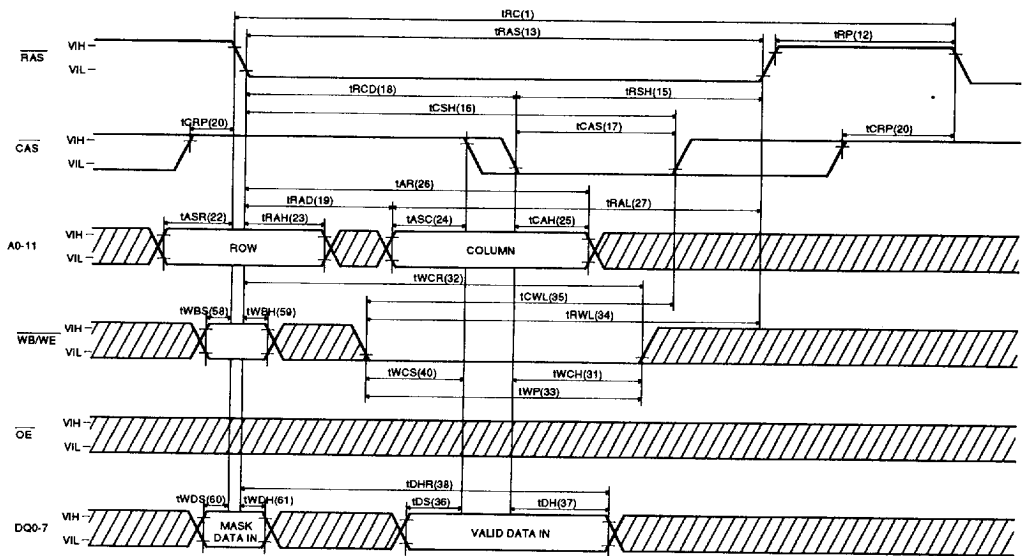 tRC(1)
tRAS(13)
tRP(12)
RAS
VIH
VIL
tRCD(18)
tRSH(15)
tCSH(16)
tCRP(20)
tCAS(17)
tCRP(20)
CAS
VIH
VIL
tAR(26)
tRAD(19)
tRAL(27)
tASR(22)
tRAH(23)
tASC(24)
tCAH(25)
A0-11
VIH
VIL
ROW
COLUMN
tWCR(32)
tCWL(35)
tWBS(58)
tWBH(59)
tRWL(34)
WB/WE
VIH
VIL
tWCS(40)
tWCH(31)
tWP(33)
OE
VIH
VIL
tDHR(38)
tWDS(60)
tWDH(61)
tDS(36)
tDH(37)
DQ0-7
VIH
VIL
MASK
DATA IN
VALID DATA IN